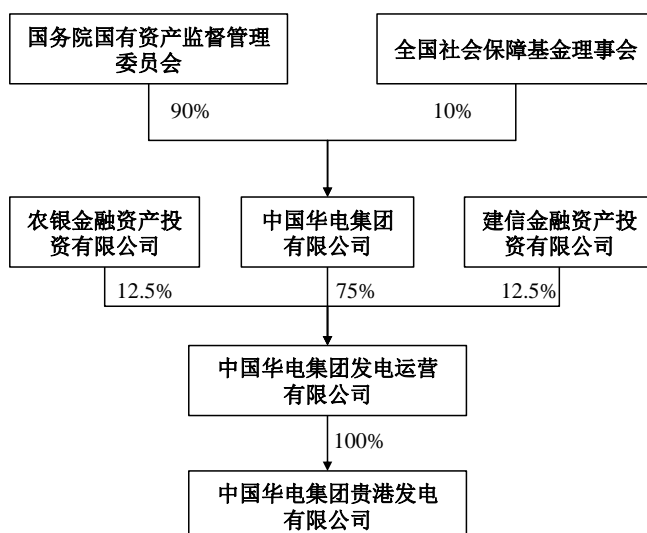 国务院国有资产监督管理
委员会
全国社会保障基金理事会
90%
10%
农银金融资产投
资有限公司
中国华电集团
有限公司
建信金融资产投
资有限公司
12.5%
75%
12.5%
中国华电集团发电运营
有限公司
100%
中国华电集团贵港发电
有限公司